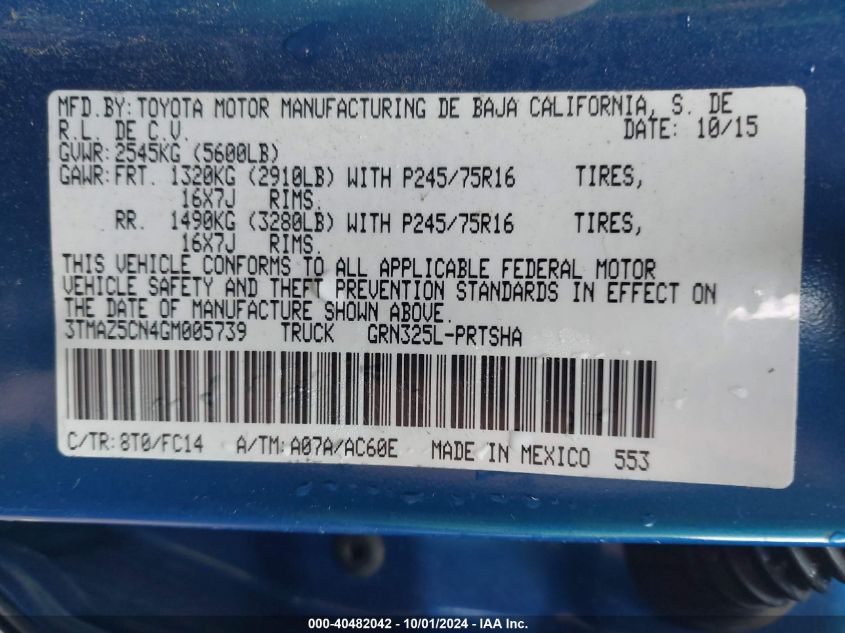 MFD.BY: TOYOTA MOTOR MANUFACTURING DE BAJA CALIFORNIA, S. DE
R.L. DE C.V. DATE: 10/15
GVWR: 2545KG (5600LB)
GAWR: FRT. 1320KG (2910LB) WITH P245/75R16 TIRES,
16X7J RIMS.
RR. 1490KG (3280LB) WITH P245/75R16 TIRES,
16X7J RIMS.
THIS VEHICLE CONFORMS TO ALL APPLICABLE FEDERAL MOTOR
VEHICLE SAFETY AND THEFT PREVENTION STANDARDS IN EFFECT ON
THE DATE OF MANUFACTURE SHOWN ABOVE.
3TMAZ5CN4GM005739 TRUCK GRN325L-PRTSHA
C/TR: 8T0/FC14 A/TM: A07A/AC60E MADE IN MEXICO 553
000-40482042 - 10/01/2024 - IAA Inc.